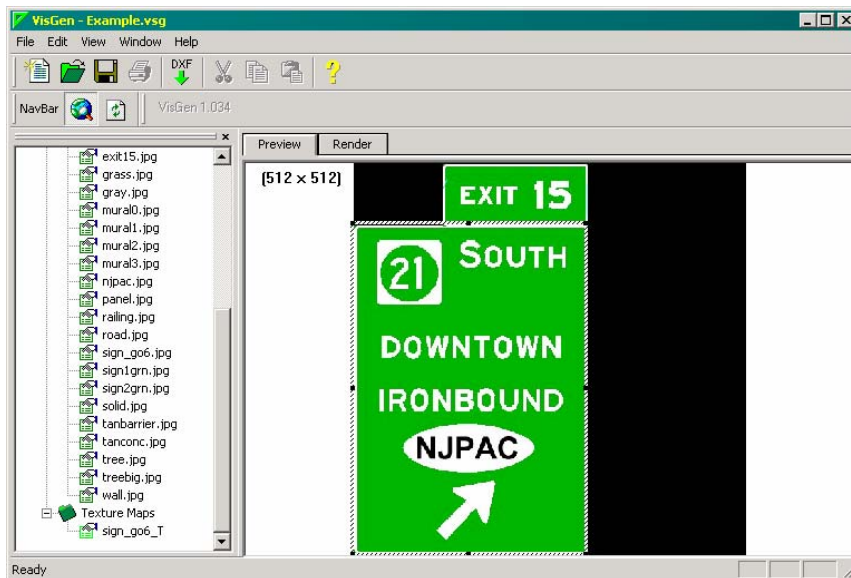 VisGen - Example.vsg
File Edit View Window Help
DXF
NavBar VisGen 1.034
exit15.jpg
grass.jpg
gray.jpg
mural0.jpg
mural1.jpg
mural2.jpg
mural3.jpg
njpac.jpg
panel.jpg
railing.jpg
road.jpg
sign_go6.jpg
sign1grn.jpg
sign2grn.jpg
solid.jpg
tanbarrier.jpg
tanconc.jpg
tree.jpg
treebig.jpg
wall.jpg
Texture Maps
sign_go6_T
Preview Render
(512 × 512)
EXIT 15
21 SOUTH
DOWNTOWN
IRONBOUND
NJPAC
Ready